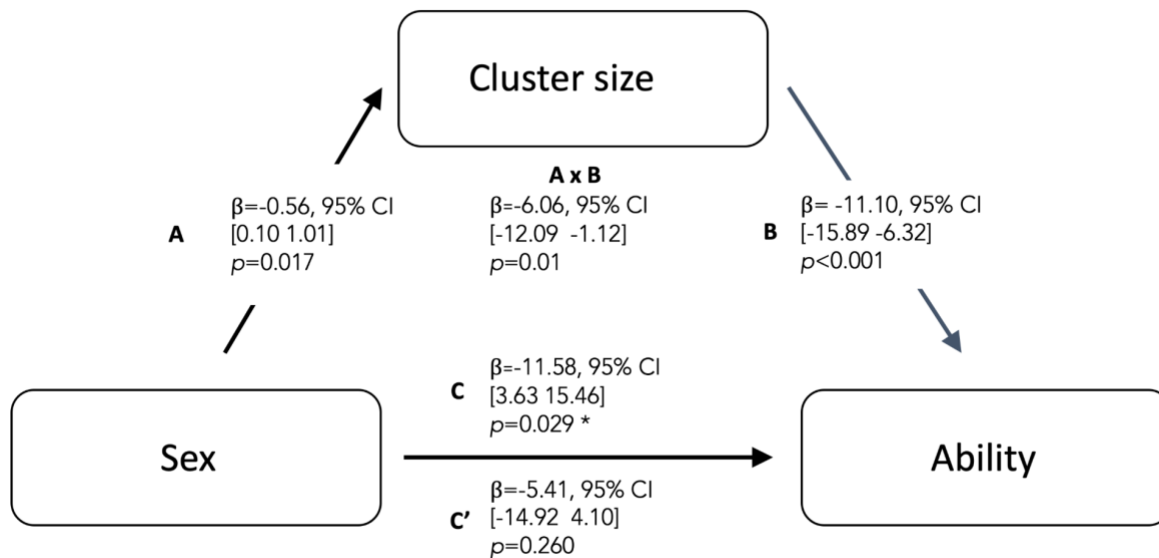 Cluster size
A x B
A
β=-0.56, 95% CI
[0.10 1.01]
p=0.017
β=-6.06, 95% CI
[-12.09 -1.12]
p=0.01
B
β= -11.10, 95% CI
[-15.89 -6.32]
p<0.001
C
β=-11.58, 95% CI
[3.63 15.46]
p=0.029 *
Sex
Ability
C’
β=-5.41, 95% CI
[-14.92 4.10]
p=0.260